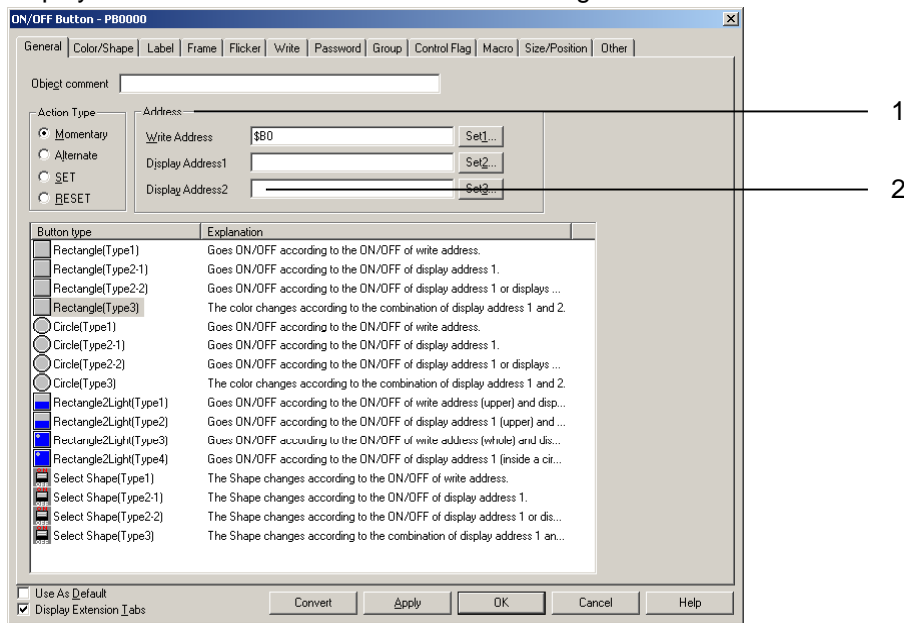 ON/OFF Button - PB0000
General Color/Shape Label Frame Flicker Write Password Group Control Flag Macro Size/Position Other
Object comment
Action Type Address 1
Momentary Write Address $B0 Set1...
Alternate Display Address1 Set2...
SET Display Address2 Set3... 2
RESET
Button type Explanation
Rectangle(Type1) Goes ON/OFF according to the ON/OFF of write address.
Rectangle(Type2-1) Goes ON/OFF according to the ON/OFF of display address 1.
Rectangle(Type2-2) Goes ON/OFF according to the ON/OFF of display address 1 or displays ...
Rectangle(Type3) The color changes according to the combination of display address 1 and 2.
Circle(Type1) Goes ON/OFF according to the ON/OFF of write address.
Circle(Type2-1) Goes ON/OFF according to the ON/OFF of display address 1.
Circle(Type2-2) Goes ON/OFF according to the ON/OFF of display address 1 or displays ...
Circle(Type3) The color changes according to the combination of display address 1 and 2.
Rectangle2Light(Type1) Goes ON/OFF according to the ON/OFF of write address (upper) and disp...
Rectangle2Light(Type2) Goes ON/OFF according to the ON/OFF of display address 1 (upper) and ...
Rectangle2Light(Type3) Goes ON/OFF according to the ON/OFF of write address (whole) and dis...
Rectangle2Light(Type4) Goes ON/OFF according to the ON/OFF of display address 1 (inside a cir...
Select Shape(Type1) The Shape changes according to the ON/OFF of write address.
Select Shape(Type2-1) The Shape changes according to the ON/OFF of display address 1.
Select Shape(Type2-2) The Shape changes according to the ON/OFF of display address 1 or dis...
Select Shape(Type3) The Shape changes according to the combination of display address 1 an...
Use As Default
Display Extension Tabs Convert Apply OK Cancel Help